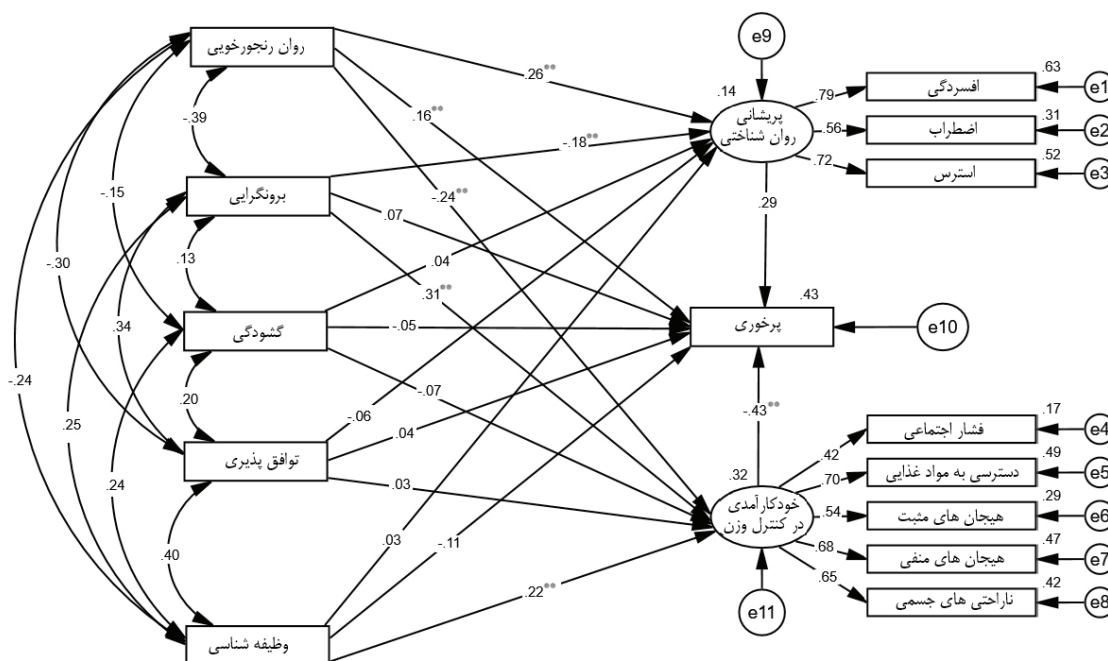 e9
روان رنجورخویی
.26**
.14
.63
.79
افسردگی
e1
پریشانی
روان شناختی
.31
.56
اضطراب
e2
.16**
-.39
-.18**
.52
.72
استرس
e3
برونگرایی
-.15
-.24**
.07
.29
.13
.04
-.30
.31**
.43
گشودگی
-.05
پرخوری
e10
.34
-.24
.20
-.07
-.06
-.43**
.25
.04
توافق پذیری
.24
.03
.32
.42
.17
فشار اجتماعی
e4
.49
.70
دسترسی به مواد غذایی
e5
خودکارآمدی
در کنترل وزن
.29
.54
هیجان های مثبت
e6
.40
.03
-.11
.47
.68
هیجان های منفی
e7
.22**
.42
.65
ناراحتی های جسمی
e8
e11
وظیفه شناسی